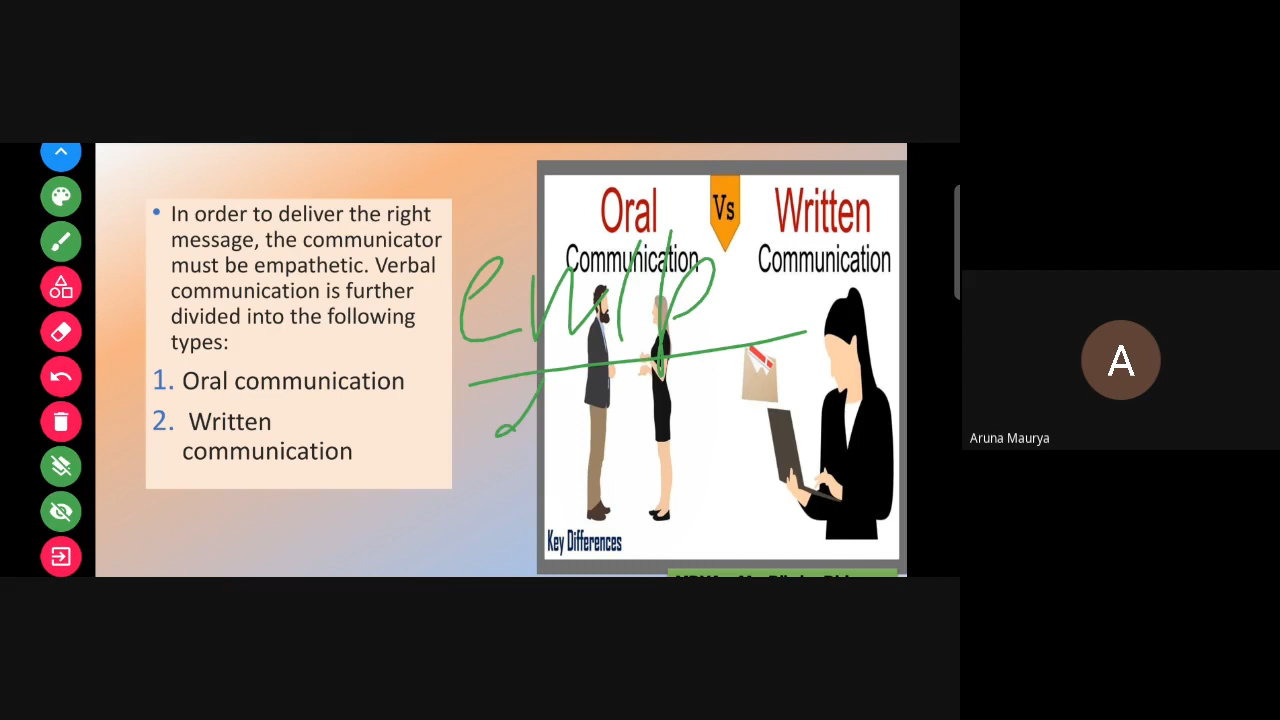 • In order to deliver the right
message, the communicator
must be empathetic. Verbal
communication is further
divided into the following
types:
1. Oral communication
2. Written
communication
Oral
Communication
Vs
Written
Communication
Key Differences
A
Aruna Maurya